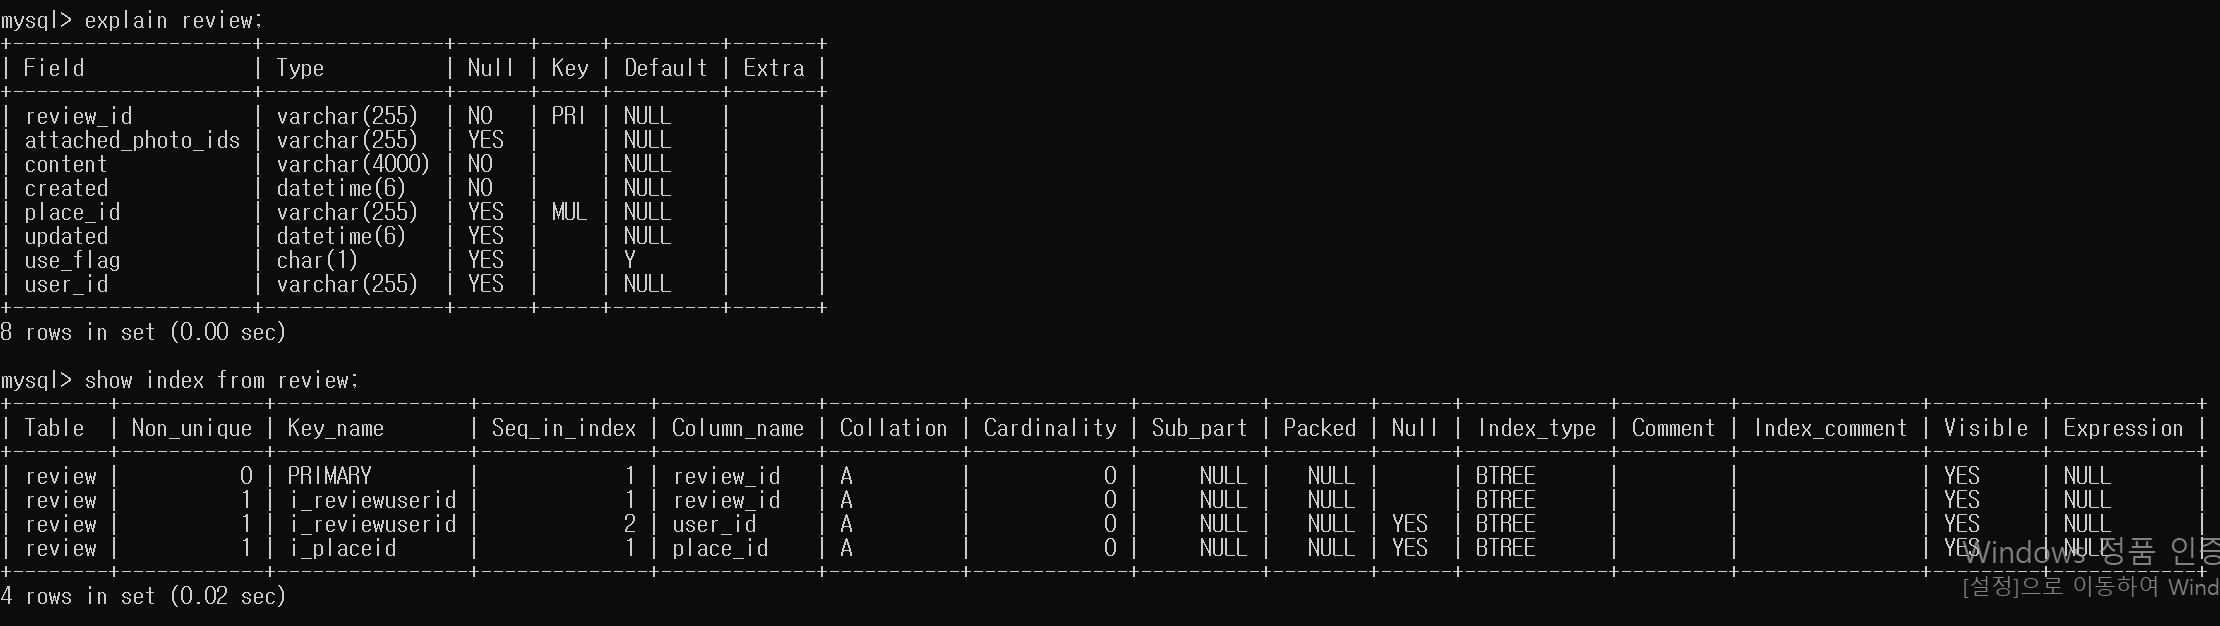 mysql> explain review;
+--------------------+---------------+------+-----+---------+-------+
| Field              | Type          | Null | Key | Default | Extra |
+--------------------+---------------+------+-----+---------+-------+
| review_id          | varchar(255)  | NO   | PRI | NULL    |       |
| attached_photo_ids | varchar(255)  | YES  |     | NULL    |       |
| content            | varchar(4000) | NO   |     | NULL    |       |
| created            | datetime(6)   | NO   |     | NULL    |       |
| place_id           | varchar(255)  | YES  | MUL | NULL    |       |
| updated            | datetime(6)   | YES  |     | NULL    |       |
| use_flag           | char(1)       | YES  |     | Y       |       |
| user_id            | varchar(255)  | YES  |     | NULL    |       |
+--------------------+---------------+------+-----+---------+-------+
8 rows in set (0.00 sec)
mysql> show index from review;
+--------+------------+----------------+--------------+-------------+-----------+-------------+----------+--------+------+------------+---------+---------------+---------+------------+
| Table  | Non_unique | Key_name       | Seq_in_index | Column_name | Collation | Cardinality | Sub_part | Packed | Null | Index_type | Comment | Index_comment | Visible | Expression |
+--------+------------+----------------+--------------+-------------+-----------+-------------+----------+--------+------+------------+---------+---------------+---------+------------+
| review |          0 | PRIMARY        |            1 | review_id   | A         |           0 |     NULL |   NULL |      | BTREE      |         |               | YES     | NULL       |
| review |          1 | i_reviewuserid |            1 | review_id   | A         |           0 |     NULL |   NULL |      | BTREE      |         |               | YES     | NULL       |
| review |          1 | i_reviewuserid |            2 | user_id     | A         |           0 |     NULL |   NULL | YES  | BTREE      |         |               | YES     | NULL       |
| review |          1 | i_placeid      |            1 | place_id    | A         |           0 |     NULL |   NULL | YES  | BTREE      |         |               | YES     | NULL       |
+--------+------------+----------------+--------------+-------------+-----------+-------------+----------+--------+------+------------+---------+---------------+---------+------------+
4 rows in set (0.02 sec)
Windows 정품 인증
[설정]으로 이동하여 Wind